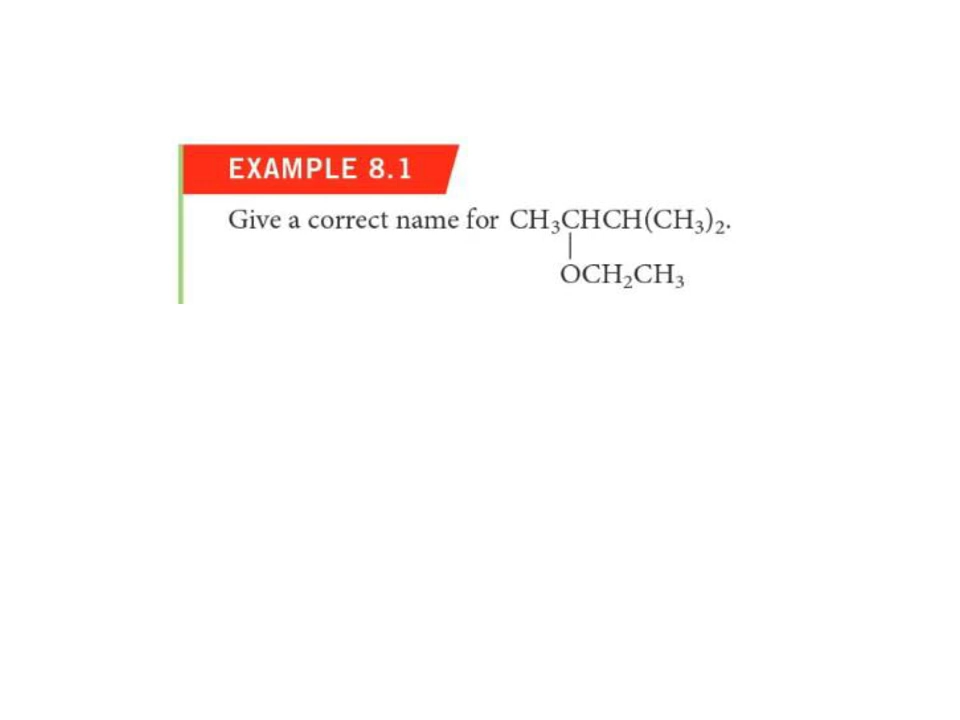 EXAMPLE 8.1
Give a correct name for CH₃CHCH(CH₃)₂.
|
OCH₂CH₃